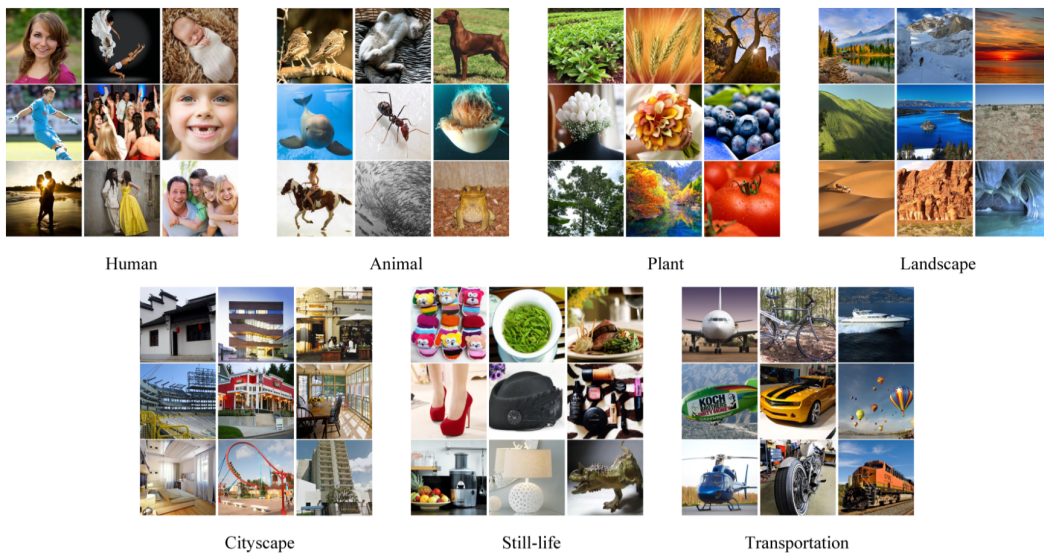 Human
Animal
Plant
Landscape
KOCH
Cityscape
Still-life
Transportation